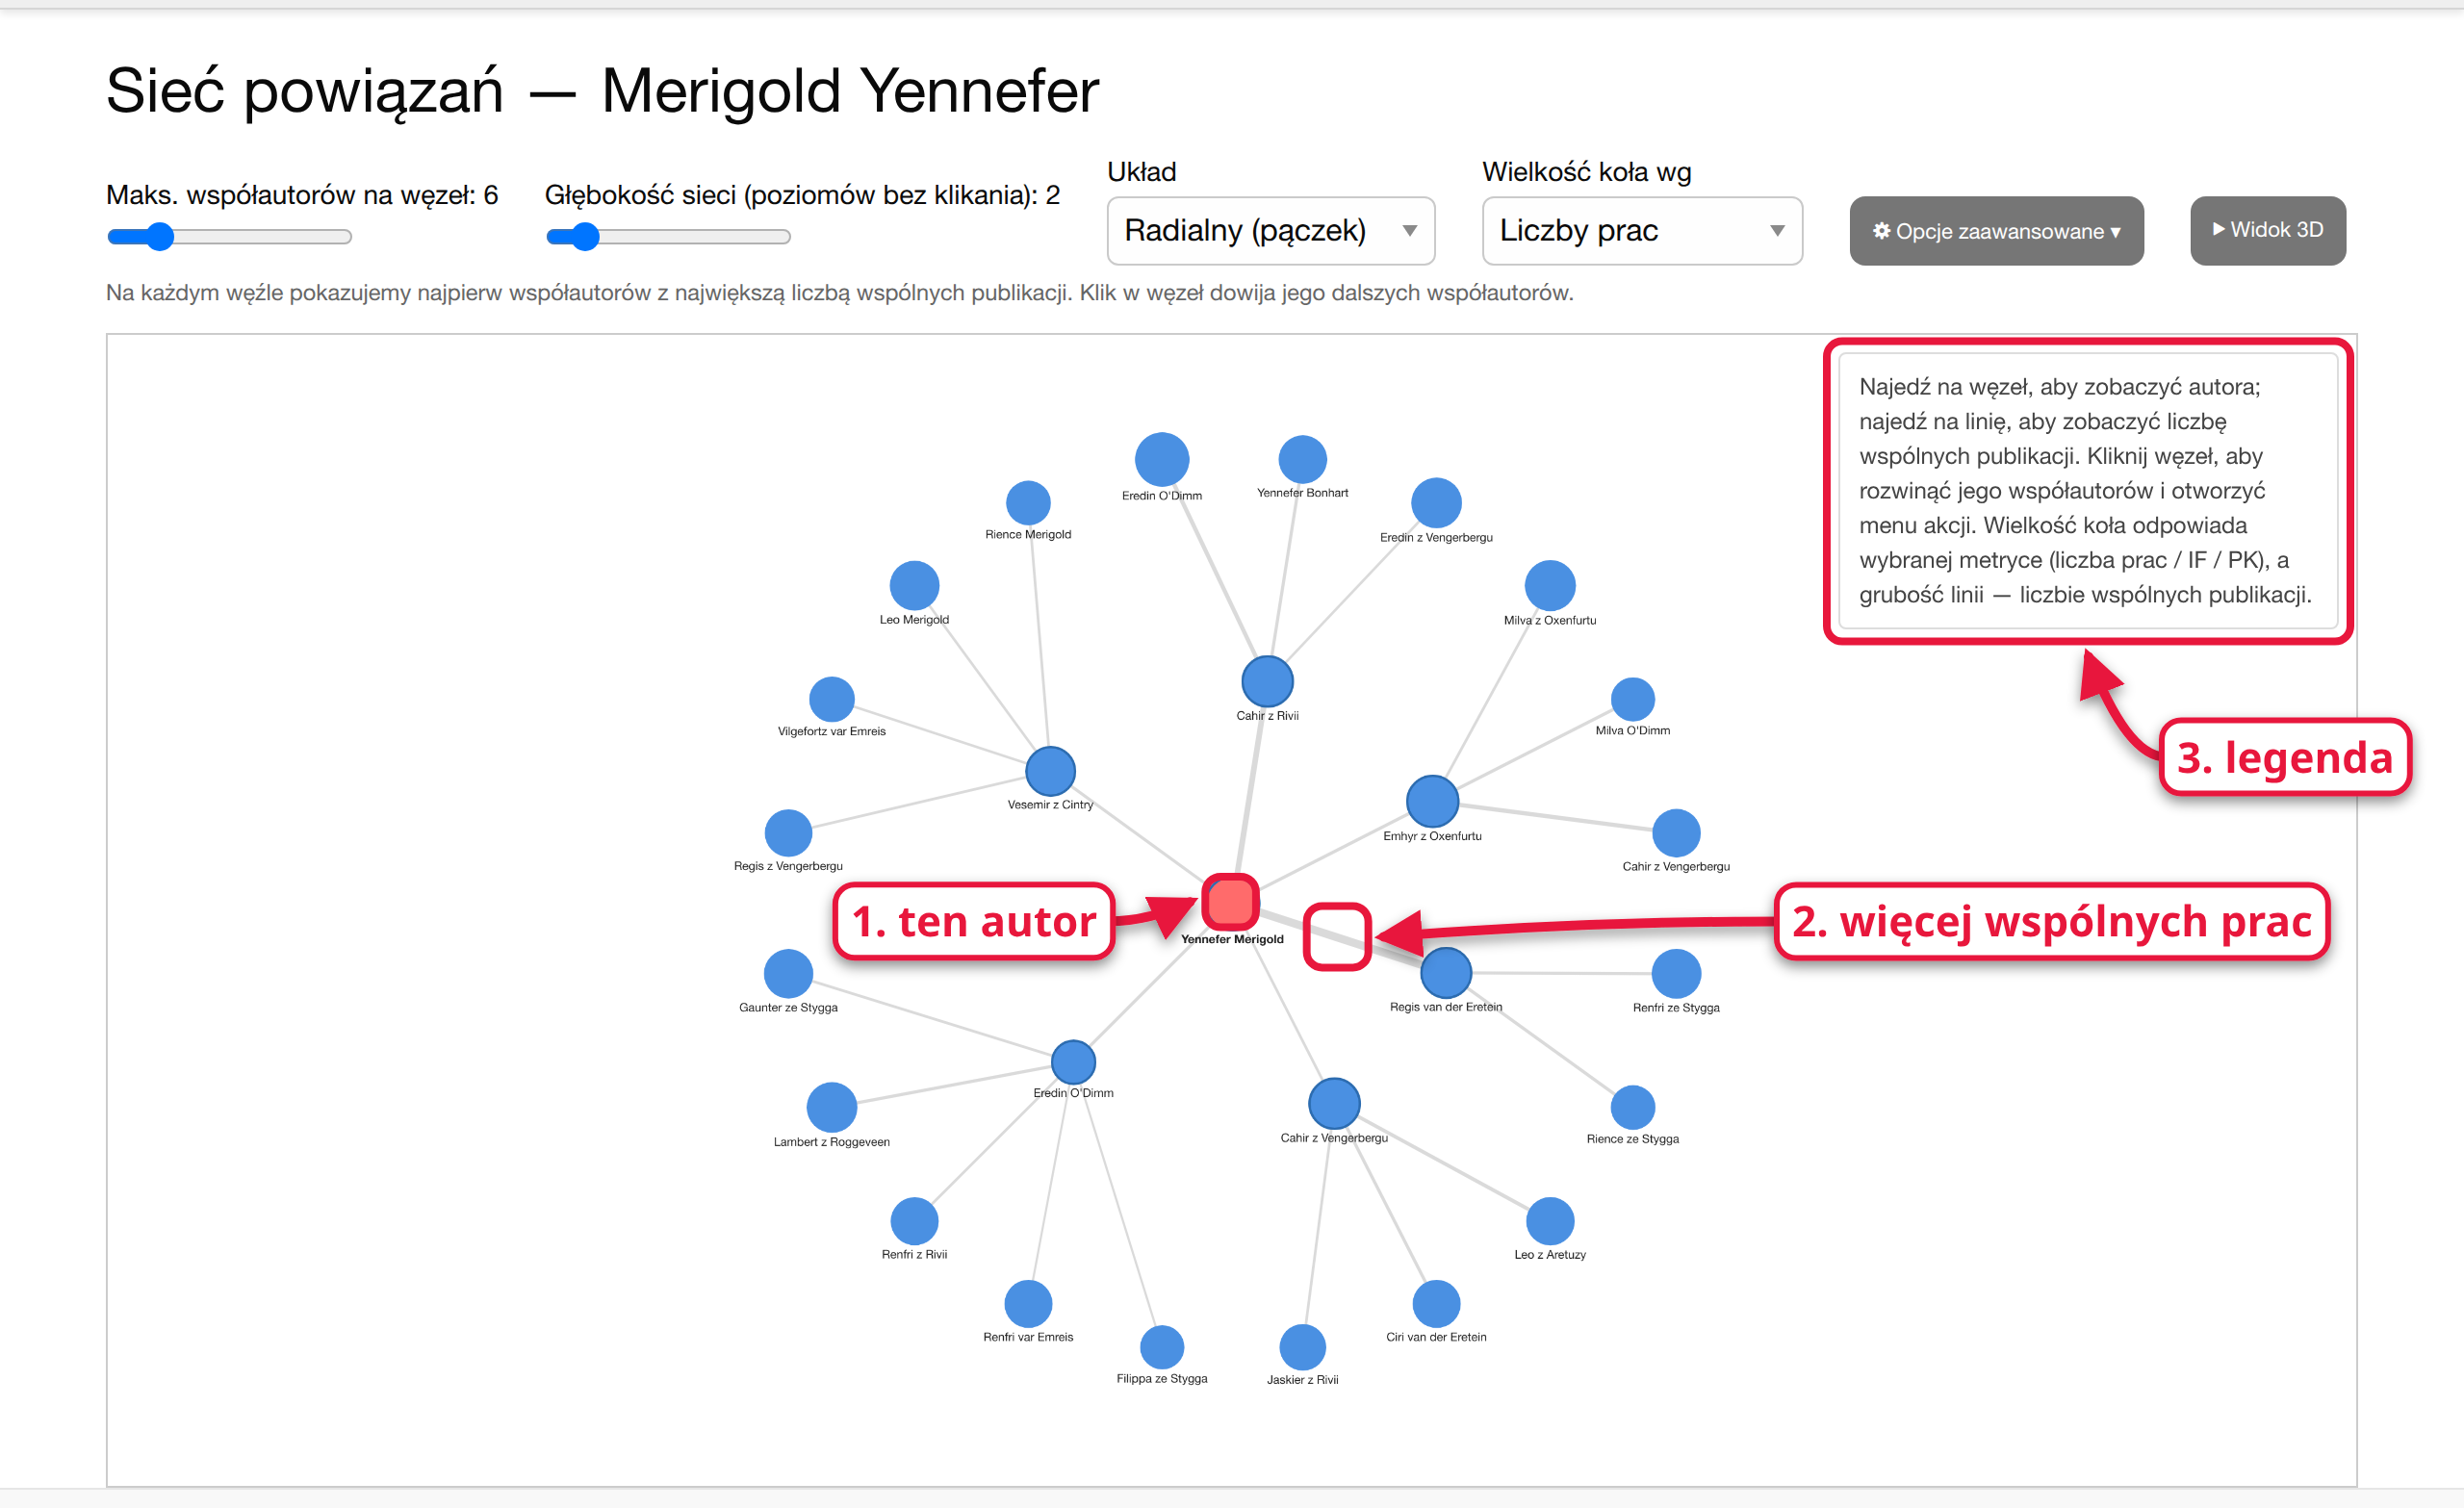 Sieć powiązań — Merigold Yennefer
Maks. współautorów na węzeł: 6
Głębokość sieci (poziomów bez klikania): 2
Układ
Radialny (pączek)
Wielkość koła wg
Liczby prac
Opcje zaawansowane ▾
Widok 3D
Na każdym węźle pokazujemy najpierw współautorów z największą liczbą wspólnych publikacji. Klik w węzeł dowija jego dalszych współautorów.
Najedź na węzeł, aby zobaczyć autora;
najedź na linię, aby zobaczyć liczbę
wspólnych publikacji. Kliknij węzeł, aby
rozwinąć jego współautorów i otworzyć
menu akcji. Wielkość koła odpowiada
wybranej metryce (liczba prac / IF / PK), a
grubość linii — liczbie wspólnych publikacji.
3. legenda
Eredin O'Dimm
Yennefer Bonhart
Rience Merigold
Eredin z Vengerbergu
Leo Merigold
Milva z Oxenfurtu
Cahir z Rivii
Vilgefortz var Emreis
Milva O'Dimm
Vesemir z Cintry
Emhyr z Oxenfurtu
Regis z Vengerbergu
Cahir z Vengerbergu
1. ten autor
2. więcej wspólnych prac
Yennefer Merigold
Gaunter ze Stygga
Regis van der Eretein
Renfri ze Stygga
Eredin O'Dimm
Lambert z Roggeveen
Cahir z Vengerbergu
Rience ze Stygga
Renfri z Rivii
Leo z Aretuzy
Renfri var Emreis
Ciri van der Eretein
Filippa ze Stygga
Jaskier z Rivii